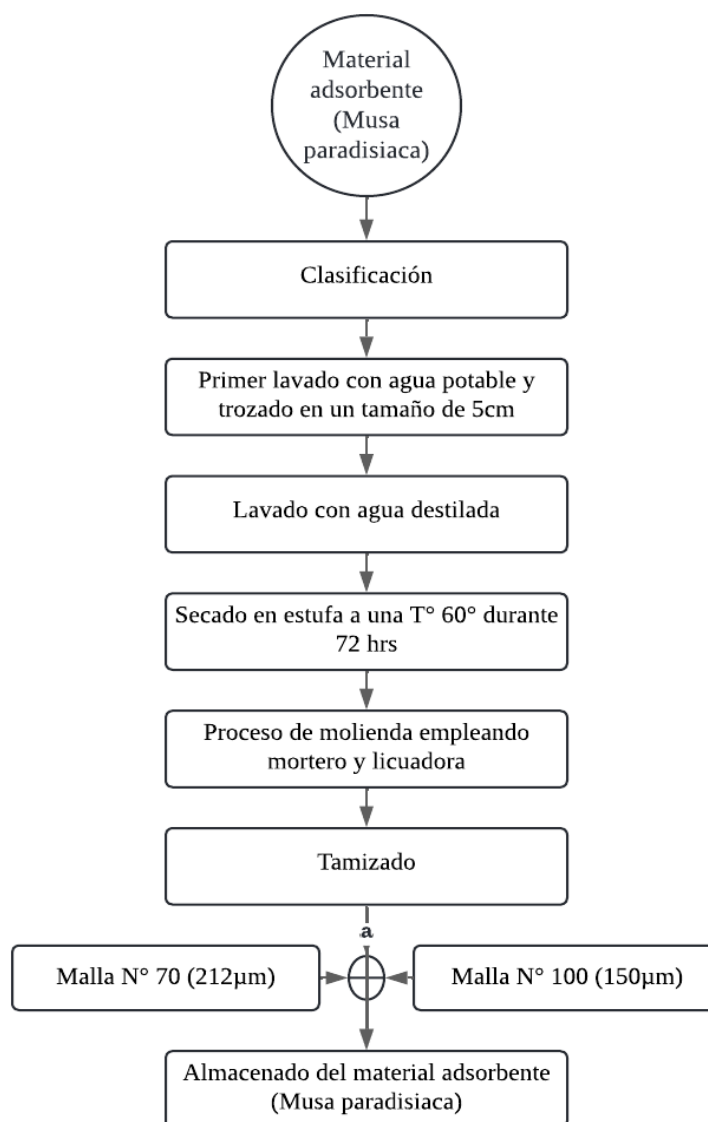 Material
adsorbente
(Musa
paradisiaca)
Clasificación
Primer lavado con agua potable y
trozado en un tamaño de 5cm
Lavado con agua destilada
Secado en estufa a una T° 60° durante
72 hrs
Proceso de molienda empleando
mortero y licuadora
Tamizado
a
Malla N° 70 (212µm)
Malla N° 100 (150µm)
Almacenado del material adsorbente
(Musa paradisiaca)